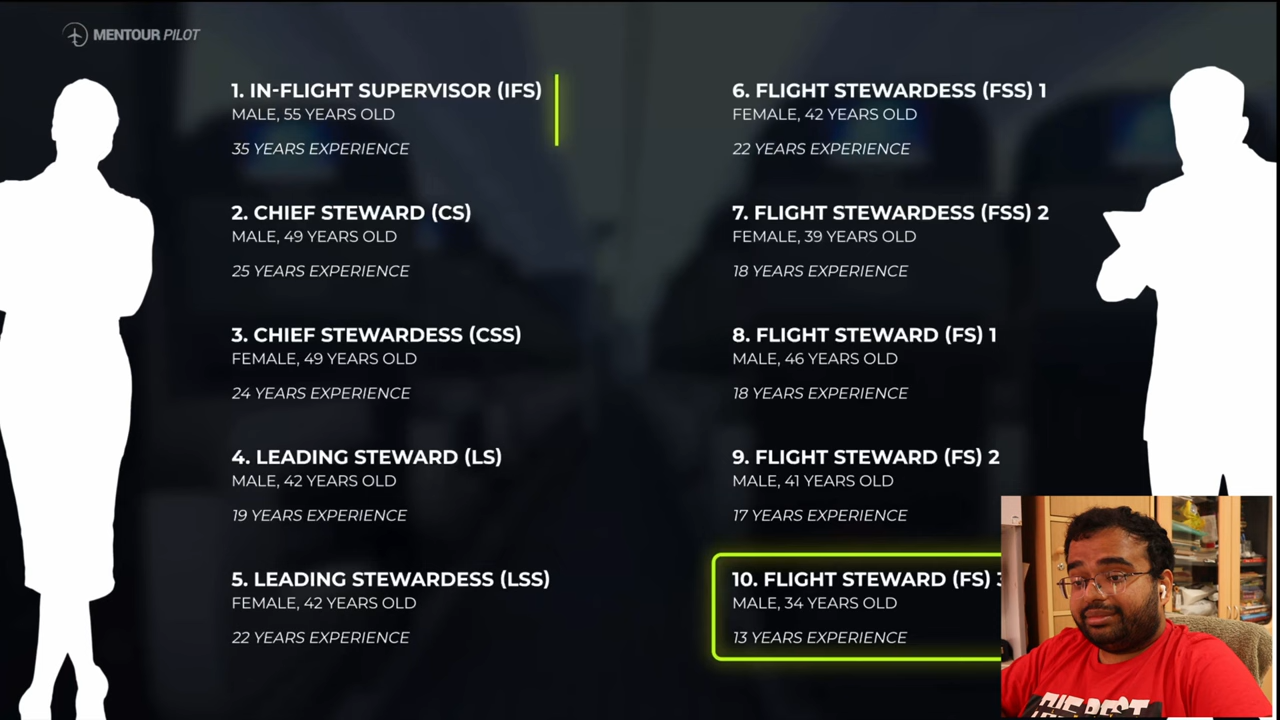 MENTOUR PILOT
1. IN-FLIGHT SUPERVISOR (IFS)
MALE, 55 YEARS OLD
35 YEARS EXPERIENCE
2. CHIEF STEWARD (CS)
MALE, 49 YEARS OLD
25 YEARS EXPERIENCE
3. CHIEF STEWARDESS (CSS)
FEMALE, 49 YEARS OLD
24 YEARS EXPERIENCE
4. LEADING STEWARD (LS)
MALE, 42 YEARS OLD
19 YEARS EXPERIENCE
5. LEADING STEWARDESS (LSS)
FEMALE, 42 YEARS OLD
22 YEARS EXPERIENCE
6. FLIGHT STEWARDESS (FSS) 1
FEMALE, 42 YEARS OLD
22 YEARS EXPERIENCE
7. FLIGHT STEWARDESS (FSS) 2
FEMALE, 39 YEARS OLD
18 YEARS EXPERIENCE
8. FLIGHT STEWARD (FS) 1
MALE, 46 YEARS OLD
18 YEARS EXPERIENCE
9. FLIGHT STEWARD (FS) 2
MALE, 41 YEARS OLD
17 YEARS EXPERIENCE
10. FLIGHT STEWARD (FS) 3
MALE, 34 YEARS OLD
13 YEARS EXPERIENCE
THE BEST